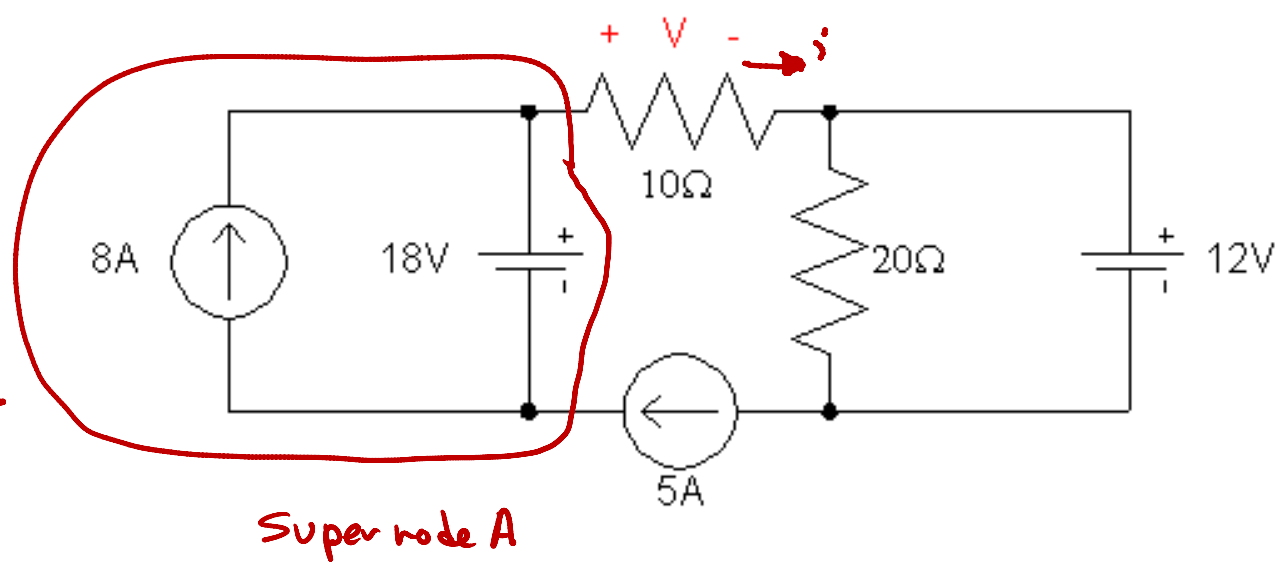 + V - i
10Ω
8A 18V + - 20Ω + - 12V
5A
Super node A